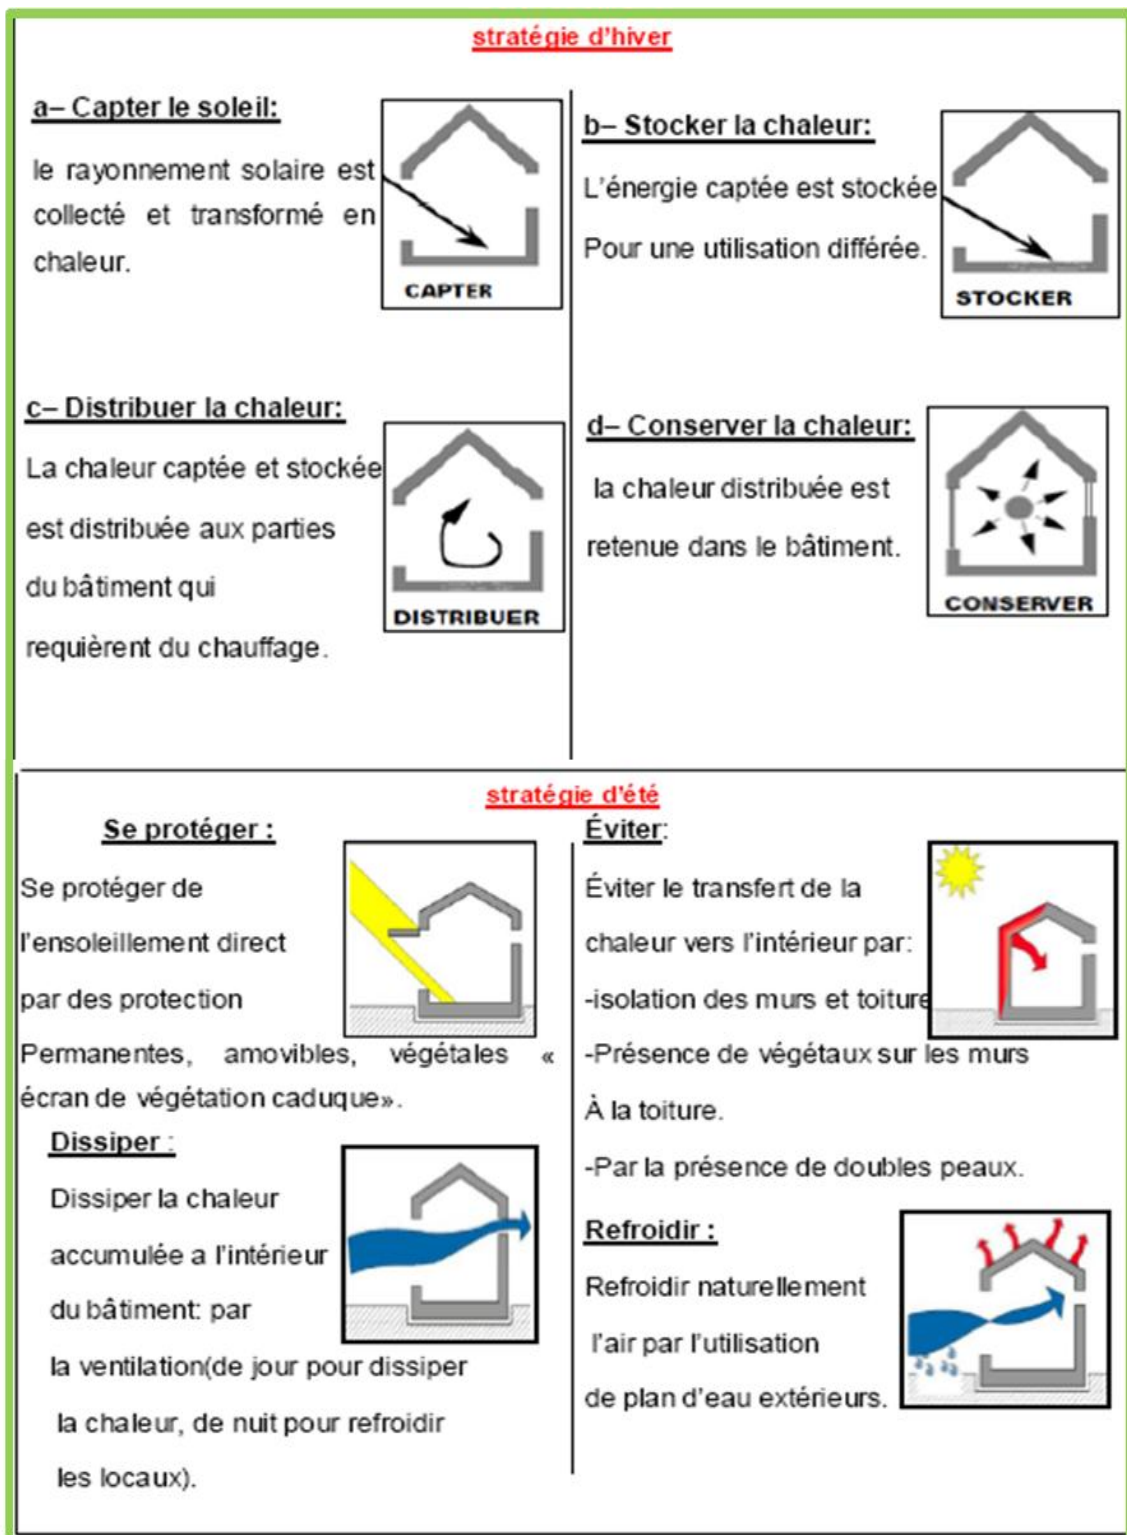 stratégie d'hiver
a– Capter le soleil:
le rayonnement solaire est
collecté et transformé en
chaleur.
CAPTER
b– Stocker la chaleur:
L'énergie captée est stockée
Pour une utilisation différée.
STOCKER
c– Distribuer la chaleur:
La chaleur captée et stockée
est distribuée aux parties
du bâtiment qui
requièrent du chauffage.
DISTRIBUER
d– Conserver la chaleur:
la chaleur distribuée est
retenue dans le bâtiment.
CONSERVER
stratégie d'été
Se protéger :
Se protéger de
l'ensoleillement direct
par des protection
Permanentes, amovibles, végétales «
écran de végétation caduque».
Éviter:
Éviter le transfert de la
chaleur vers l'intérieur par:
-isolation des murs et toiture
-Présence de végétaux sur les murs
À la toiture.
-Par la présence de doubles peaux.
Dissiper :
Dissiper la chaleur
accumulée a l'intérieur
du bâtiment: par
la ventilation(de jour pour dissiper
la chaleur, de nuit pour refroidir
les locaux).
Refroidir :
Refroidir naturellement
l'air par l'utilisation
de plan d'eau extérieurs.